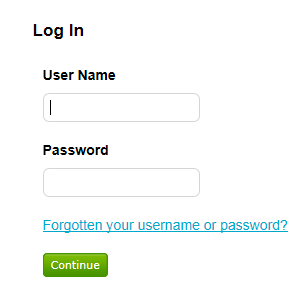 Log In
User Name
Password
Forgotten your username or password?
Continue